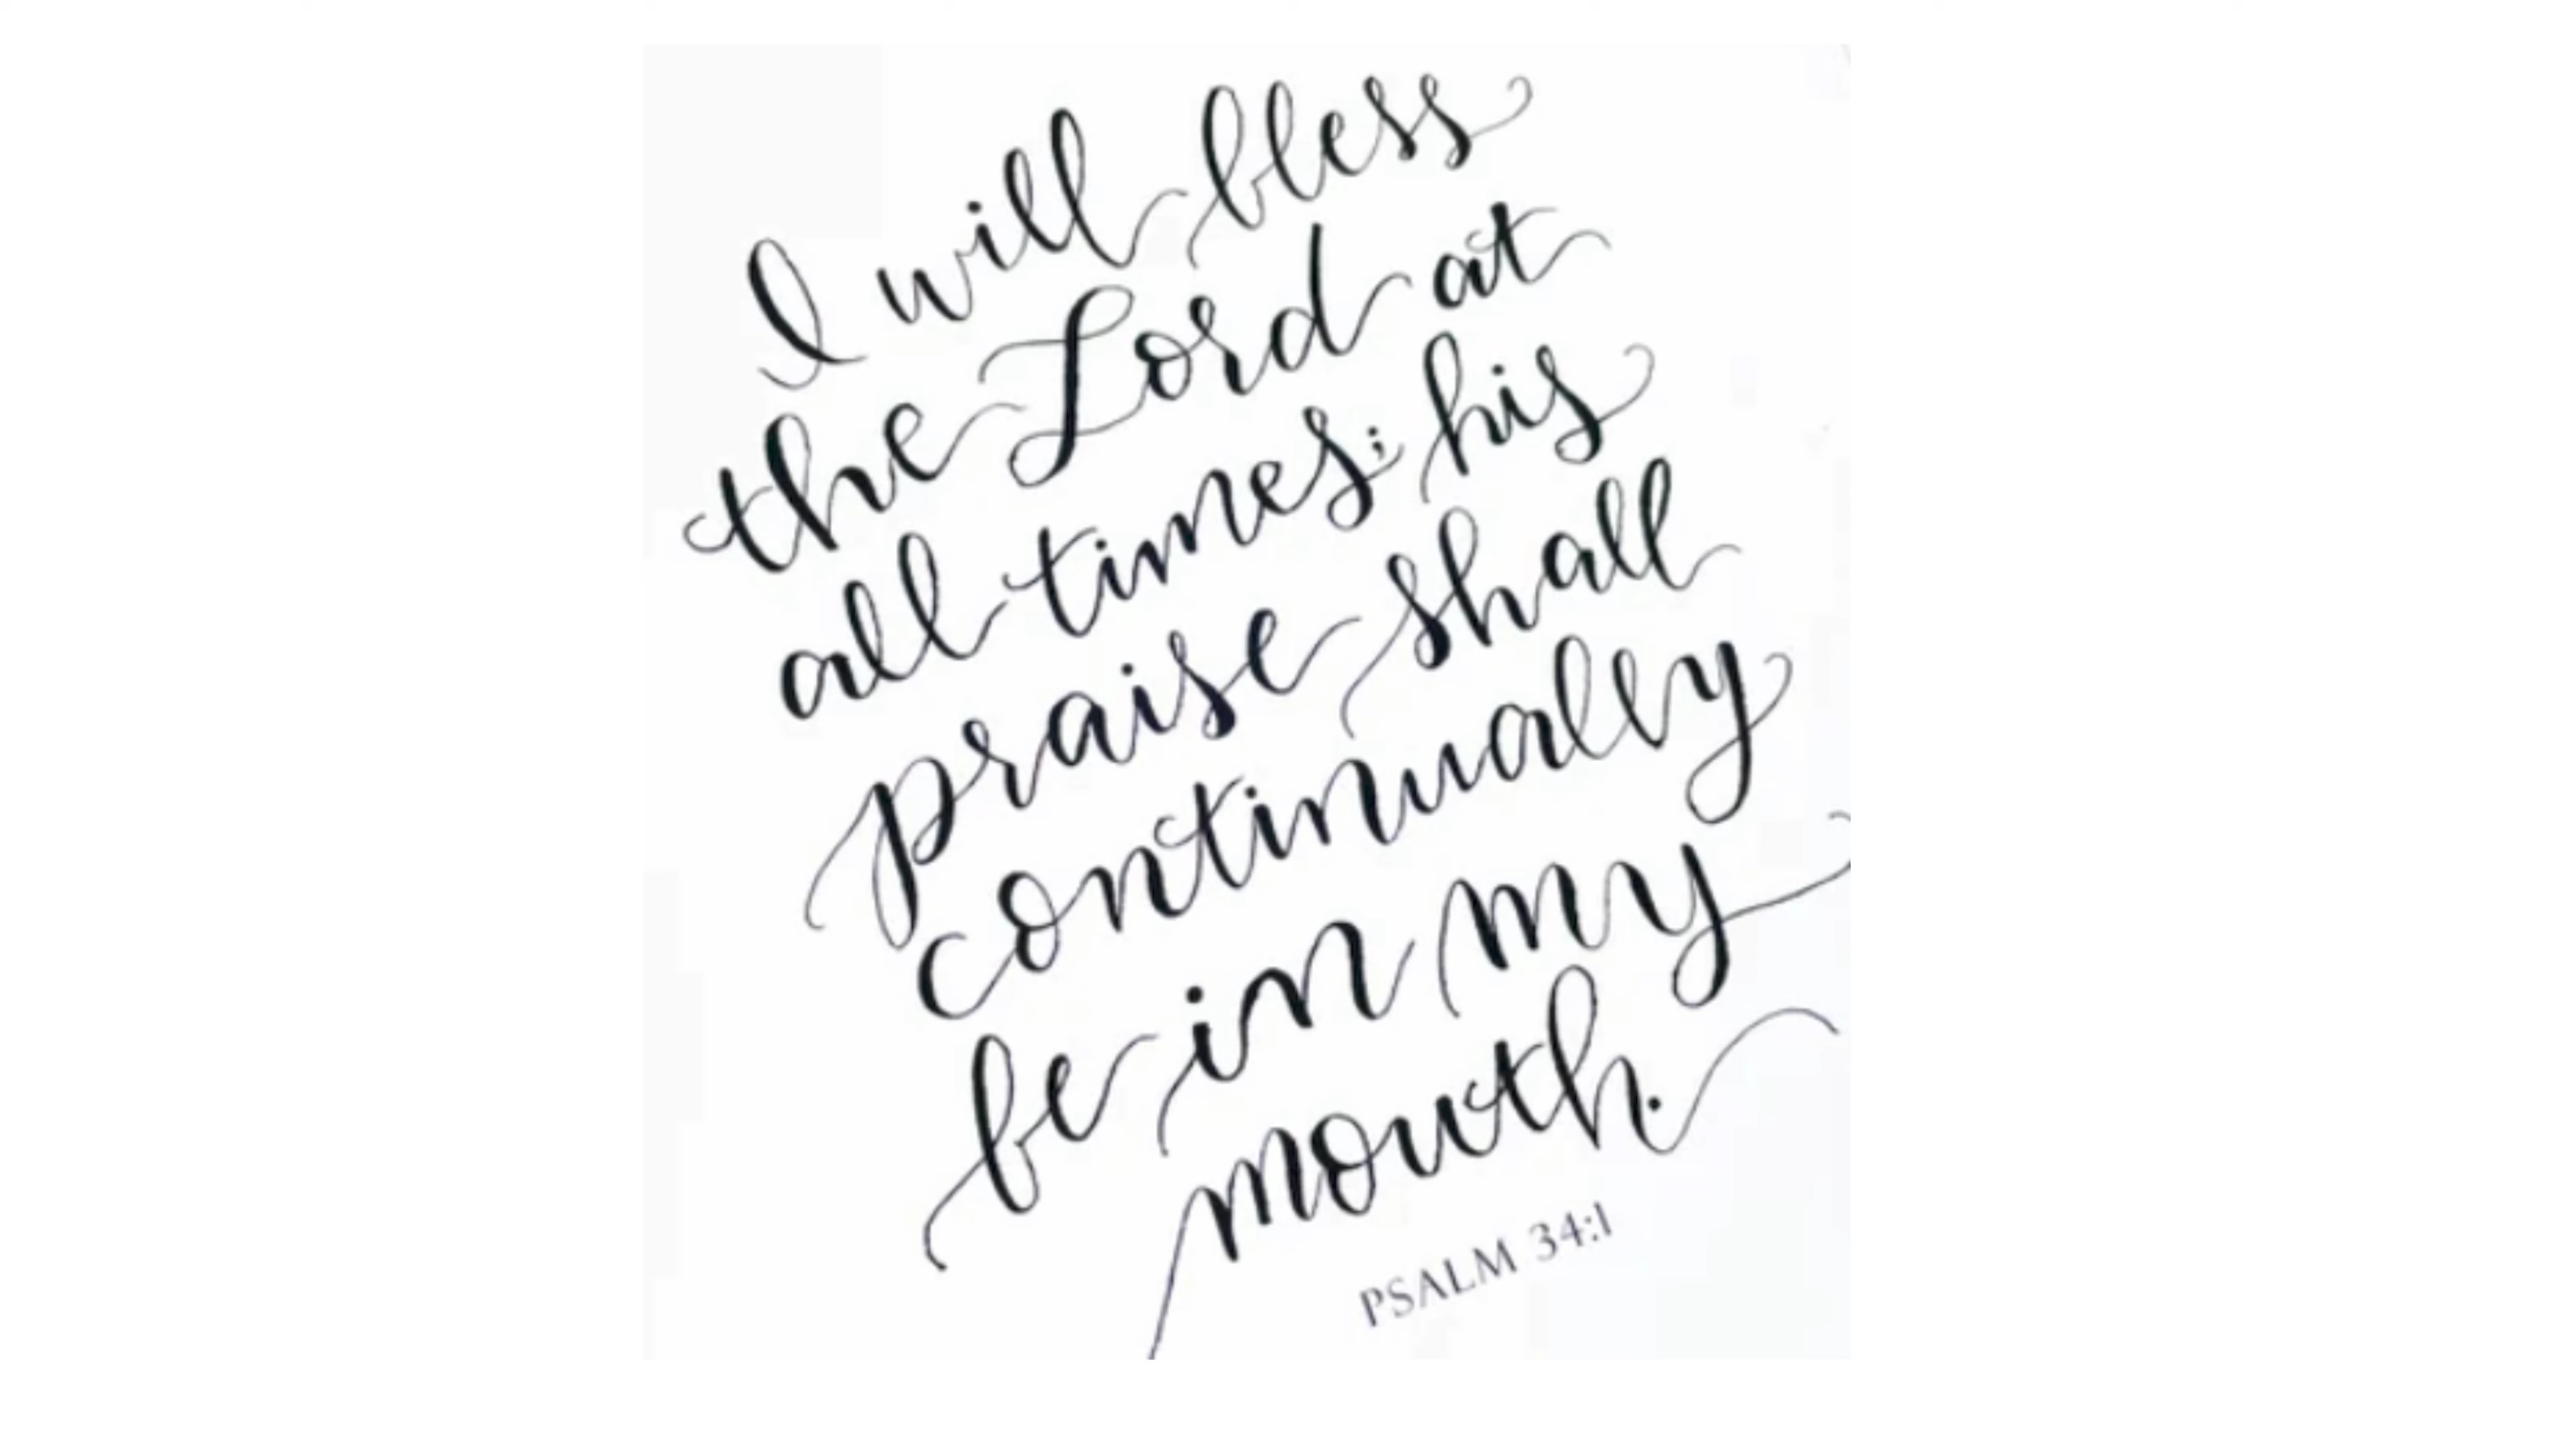 I will bless
the Lord at
all times; his
praise shall
continually
be in my
mouth.
PSALM 34:1